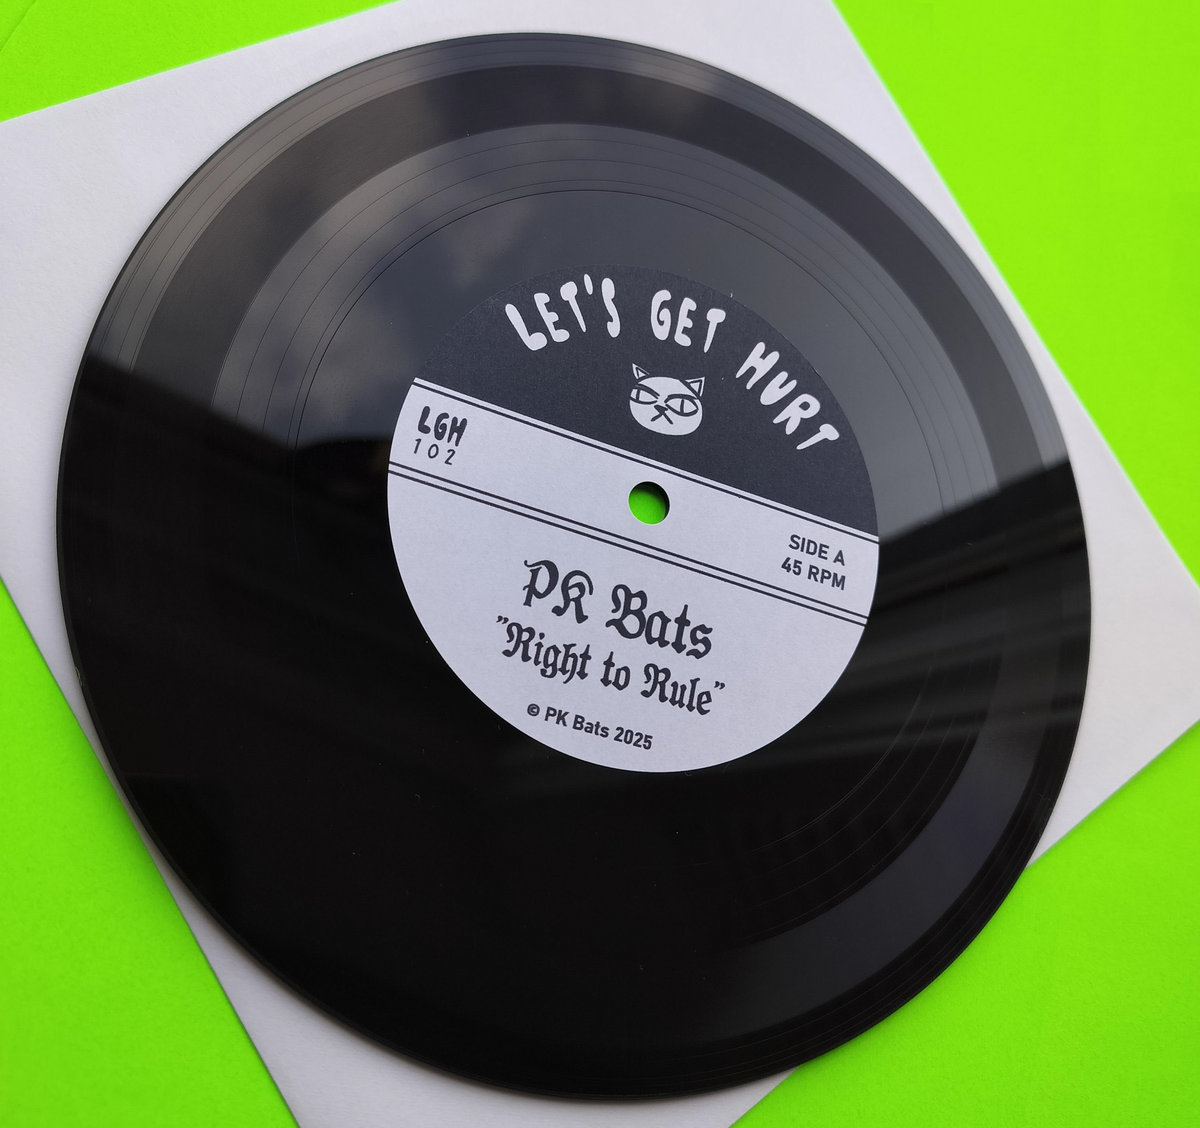 LET'S GET HURT
LGH
102
SIDE A
45 RPM
PK Bats
"Right to Rule"
© PK Bats 2025